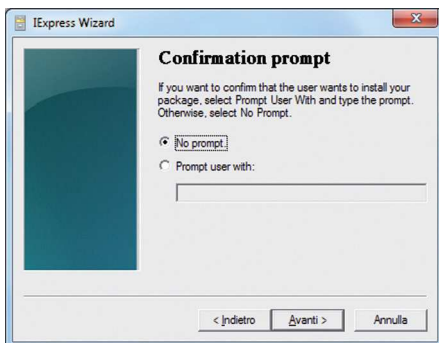 IExpress Wizard
Confirmation prompt
If you want to confirm that the user wants to install your
package, select Prompt User With and type the prompt.
Otherwise, select No Prompt.
No prompt.
Prompt user with:
< Indietro
Avanti >
Annulla